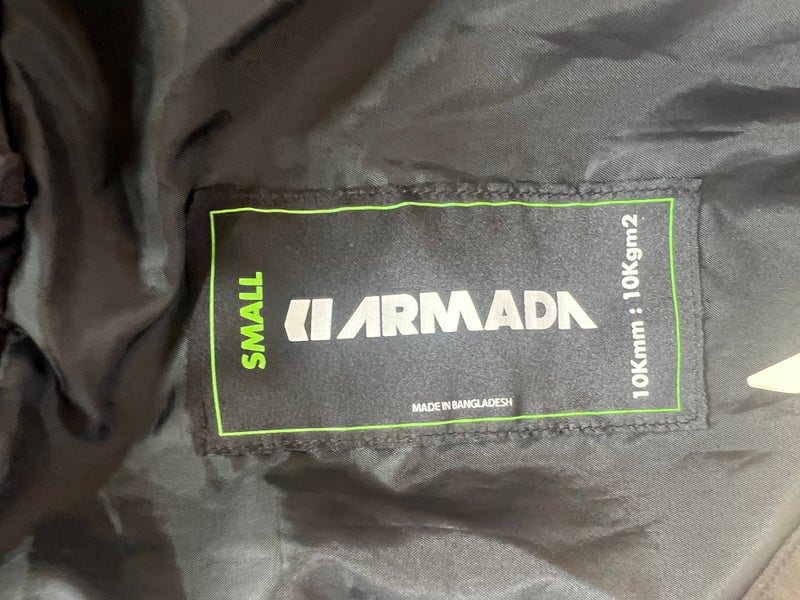 SMALL
ARMADA
MADE IN BANGLADESH
10Kmm : 10Kgm2